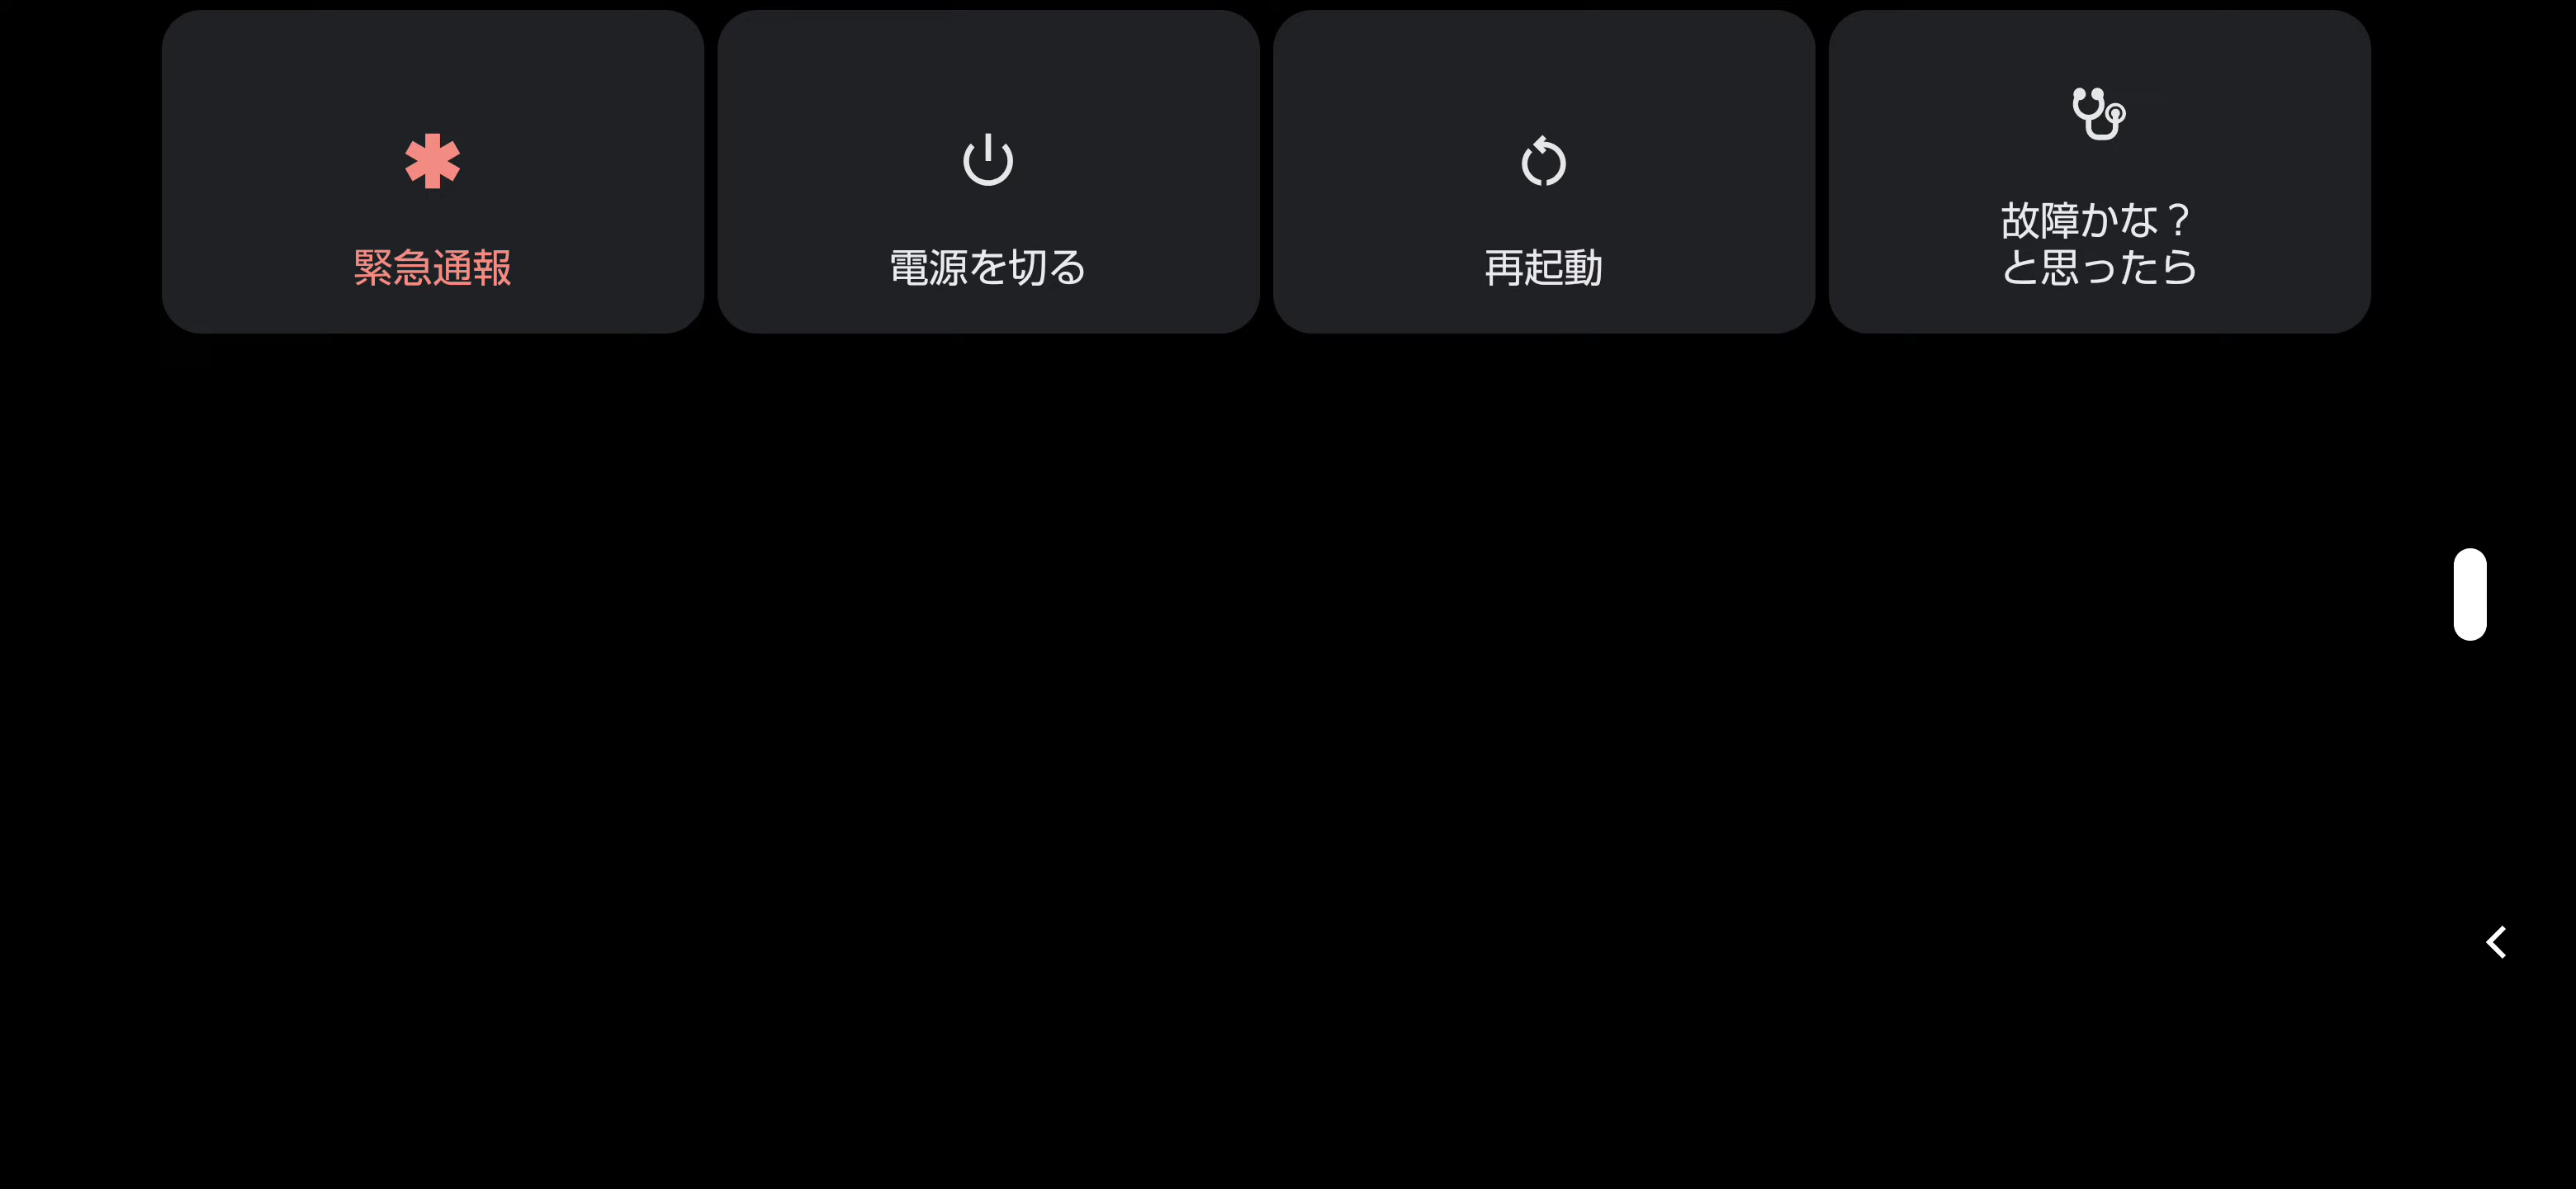 緊急通報
電源を切る
再起動
故障かな？
と思ったら